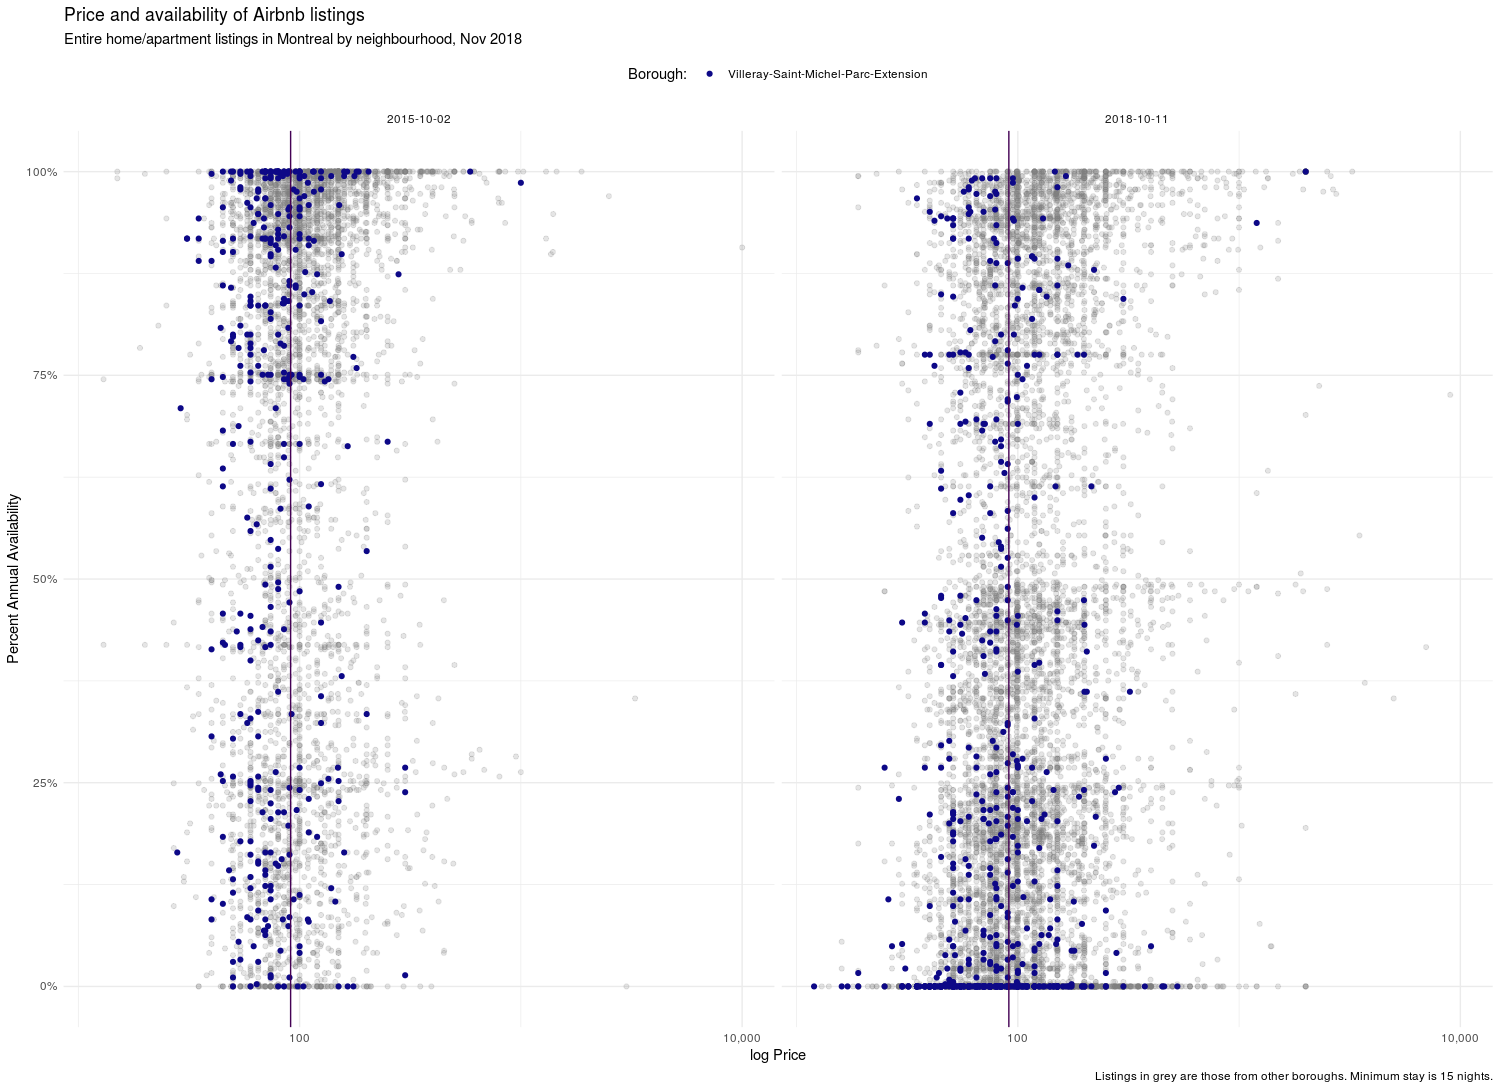 Price and availability of Airbnb listings
Entire home/apartment listings in Montreal by neighbourhood, Nov 2018
Borough: Villeray-Saint-Michel-Parc-Extension
2015-10-02 2018-10-11
100%
75%
50%
25%
0%
Percent Annual Availability
100 10,000 100 10,000
log Price
Listings in grey are those from other boroughs. Minimum stay is 15 nights.